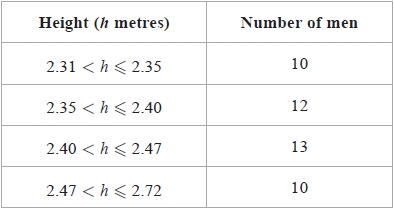 Height (h metres) Number of men
2.31 < h ⩽ 2.35 10
2.35 < h ⩽ 2.40 12
2.40 < h ⩽ 2.47 13
2.47 < h ⩽ 2.72 10